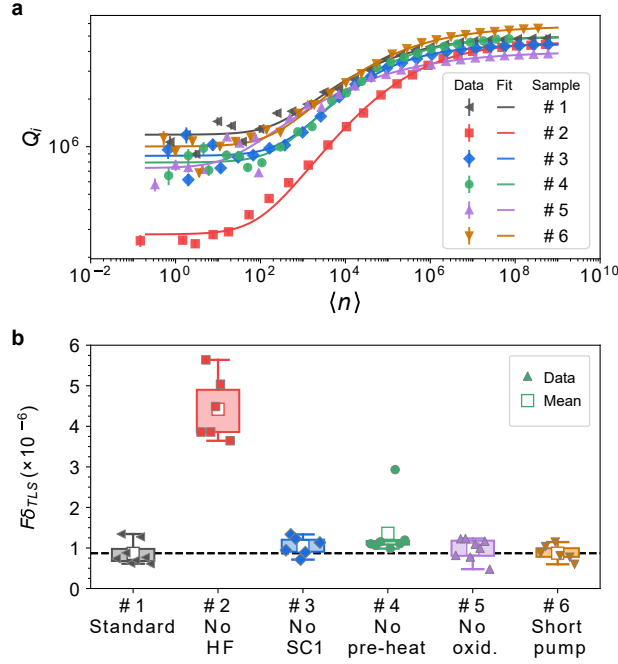 a
Q_i
10^6
Data Fit Sample
# 1
# 2
# 3
# 4
# 5
# 6
10^−2 10^0 10^2 10^4 10^6 10^8 10^10
⟨n⟩
b
Fδ_TLS (×10^−6)
6
5
4
3
2
1
0
Data
Mean
# 1 # 2 # 3 # 4 # 5 # 6
Standard No No No No Short
HF SC1 pre-heat oxid. pump